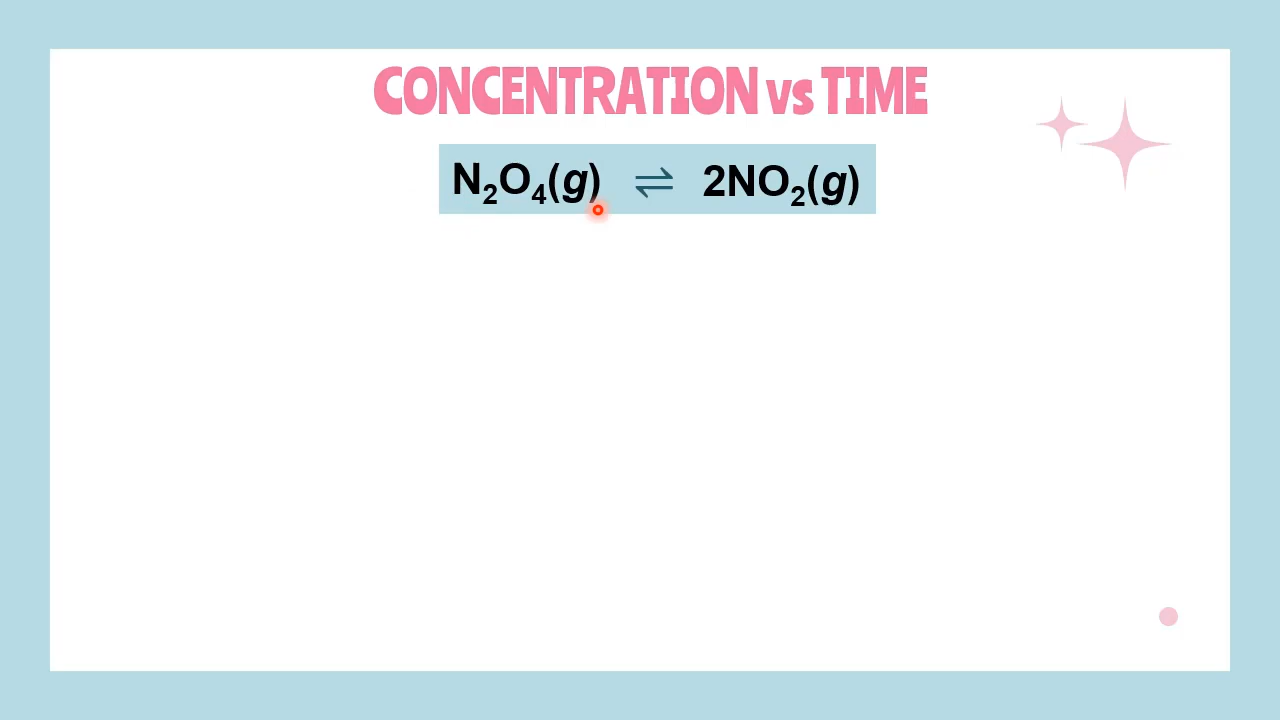 CONCENTRATION vs TIME
N₂O₄(g) ⇌ 2NO₂(g)